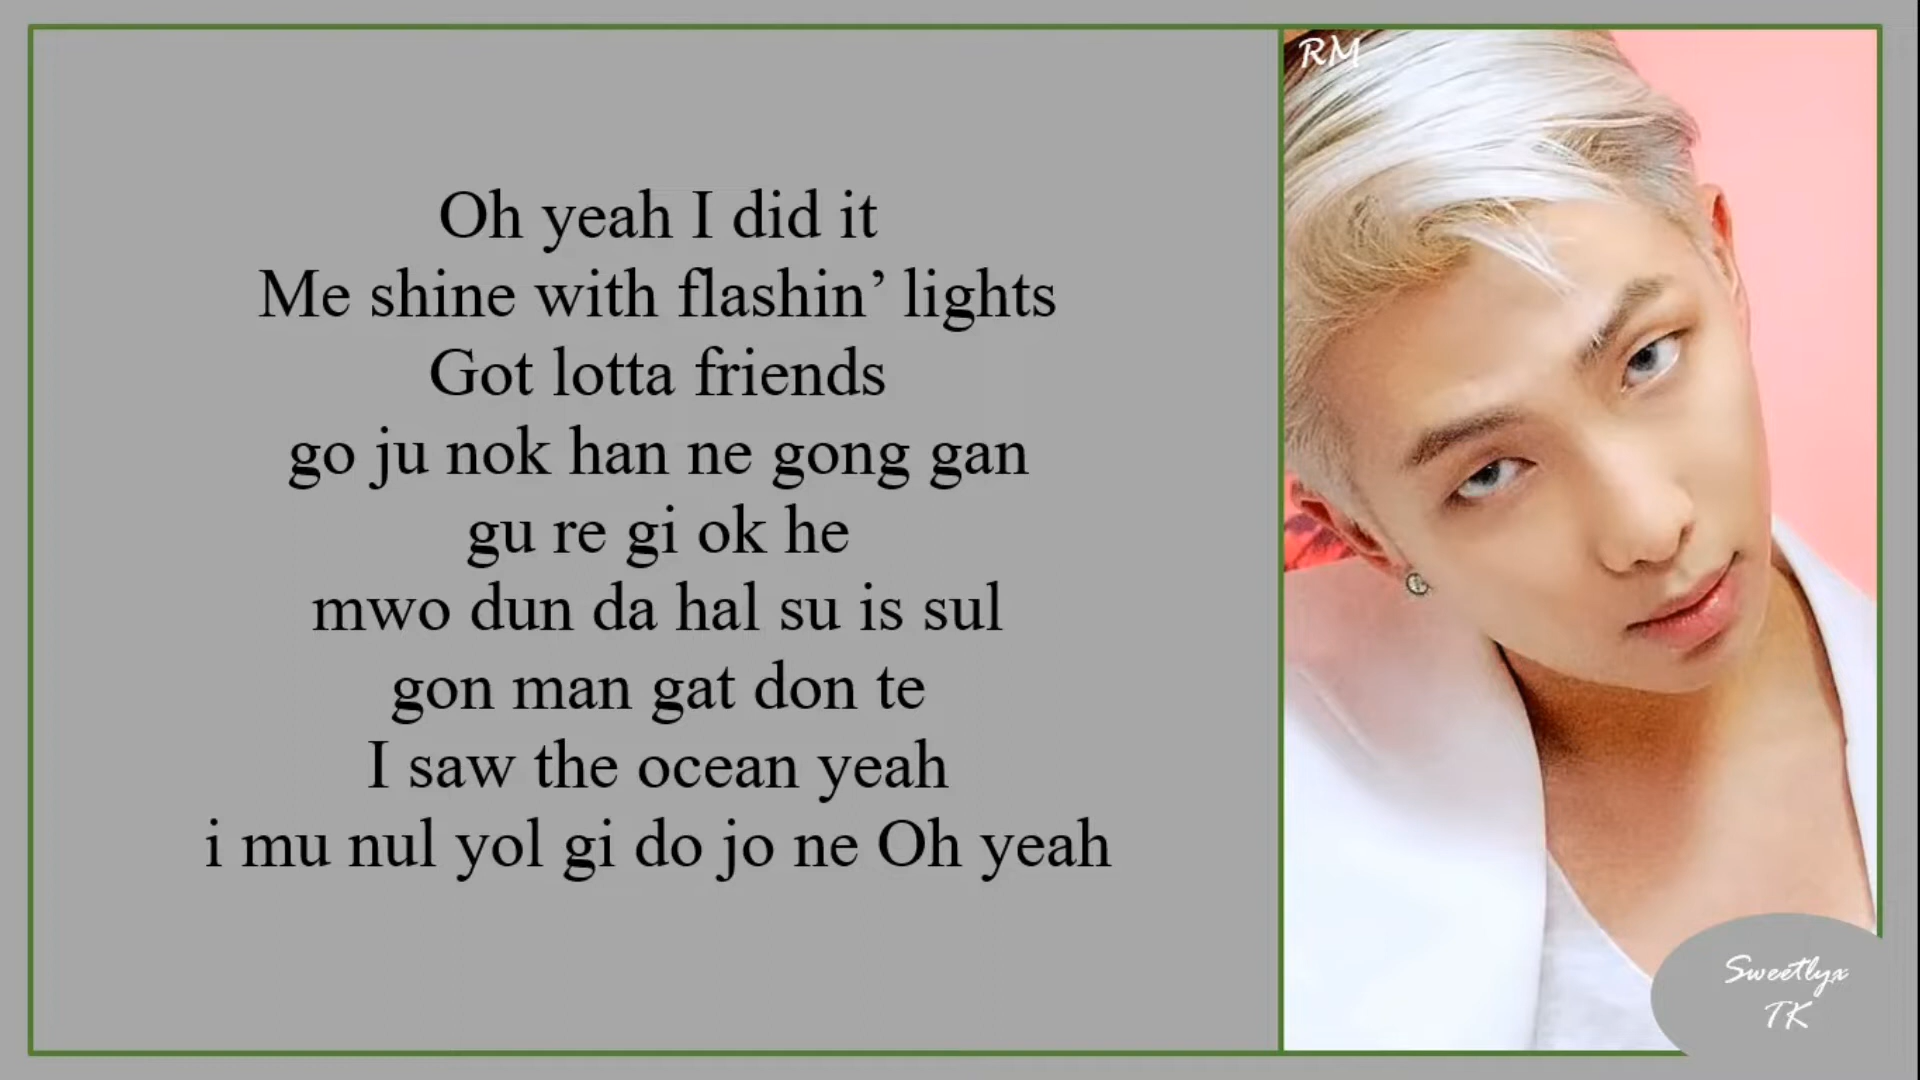 Oh yeah I did it
Me shine with flashin’ lights
Got lotta friends
go ju nok han ne gong gan
gu re gi ok he
mwo dun da hal su is sul
gon man gat don te
I saw the ocean yeah
i mu nul yol gi do jo ne Oh yeah
RM
Sweetlyx
TK